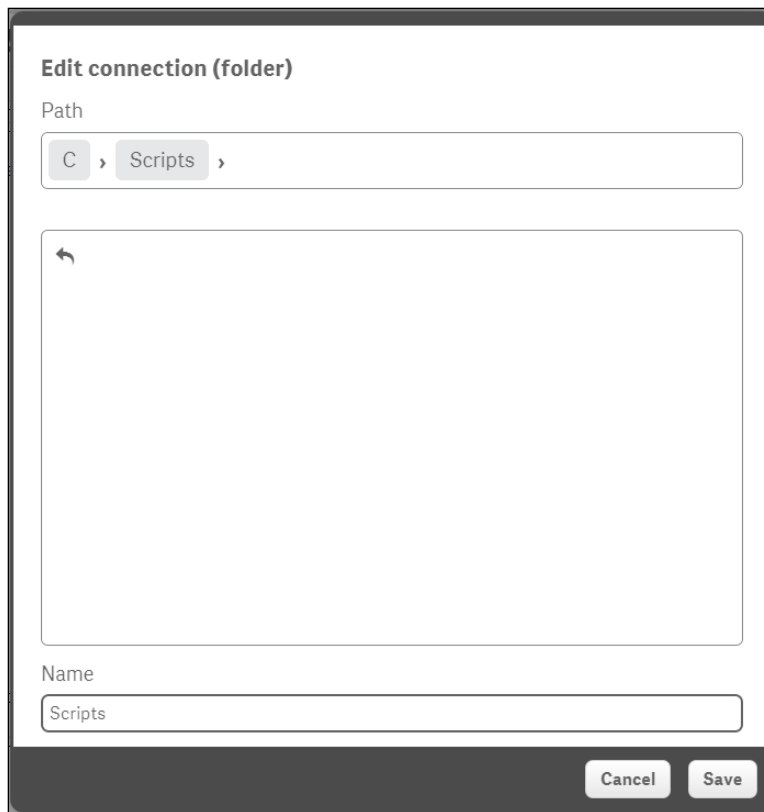 Edit connection (folder)
Path
C › Scripts ›
Name
Scripts
Cancel Save